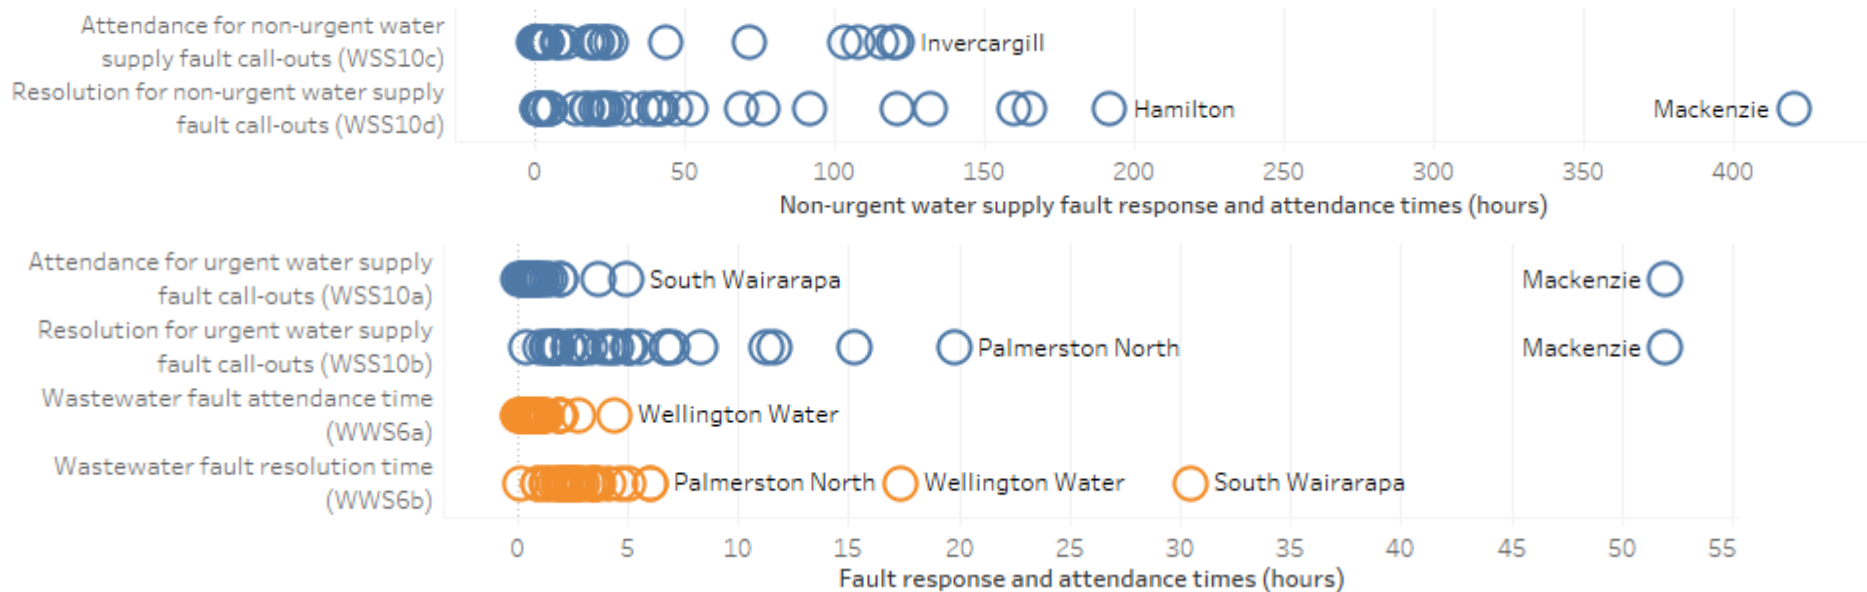 Attendance for non-urgent water
supply fault call-outs (WSS10c)
Invercargill
Resolution for non-urgent water supply
fault call-outs (WSS10d)
Hamilton
Mackenzie
0 50 100 150 200 250 300 350 400
Non-urgent water supply fault response and attendance times (hours)
Attendance for urgent water supply
fault call-outs (WSS10a)
South Wairarapa
Mackenzie
Resolution for urgent water supply
fault call-outs (WSS10b)
Palmerston North
Mackenzie
Wastewater fault attendance time
(WWS6a)
Wellington Water
Wastewater fault resolution time
(WWS6b)
Palmerston North
Wellington Water
South Wairarapa
0 5 10 15 20 25 30 35 40 45 50 55
Fault response and attendance times (hours)